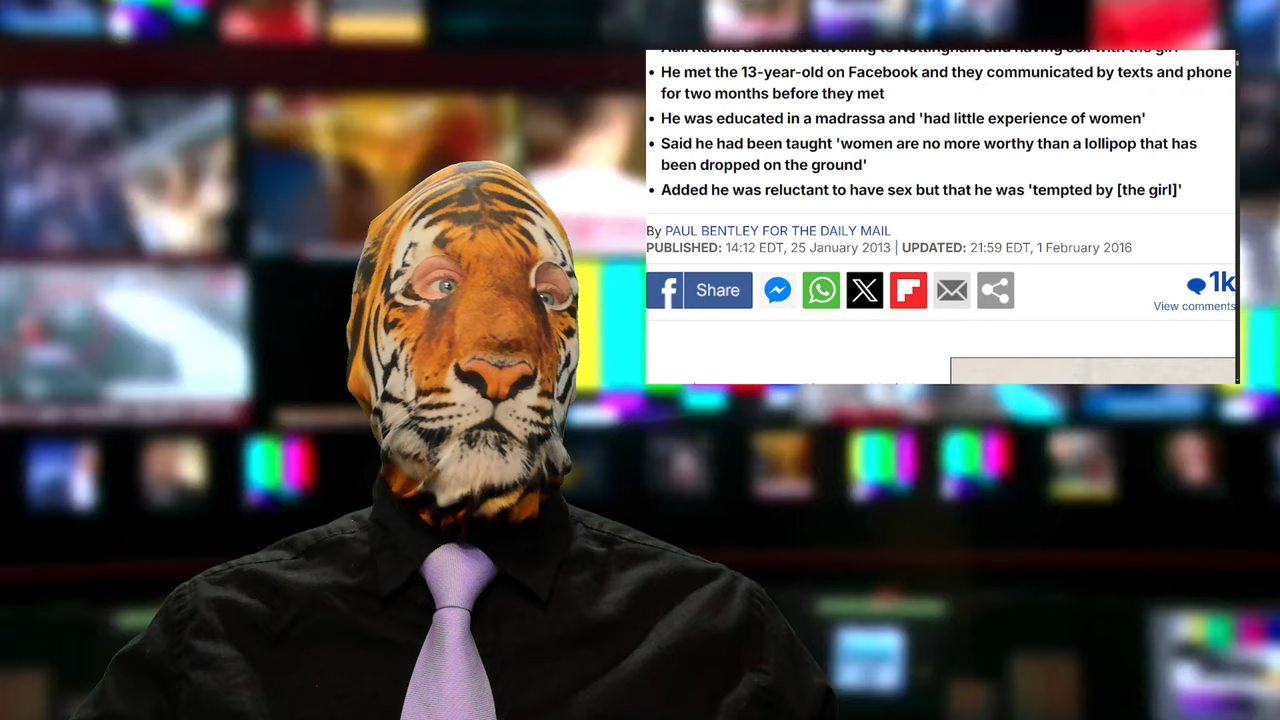 • He met the 13-year-old on Facebook and they communicated by texts and phone
for two months before they met
• He was educated in a madrassa and 'had little experience of women'
• Said he had been taught 'women are no more worthy than a lollipop that has
been dropped on the ground'
• Added he was reluctant to have sex but that he was 'tempted by [the girl]'
By PAUL BENTLEY FOR THE DAILY MAIL
PUBLISHED: 14:12 EDT, 25 January 2013 | UPDATED: 21:59 EDT, 1 February 2016
Share
1k
View comments